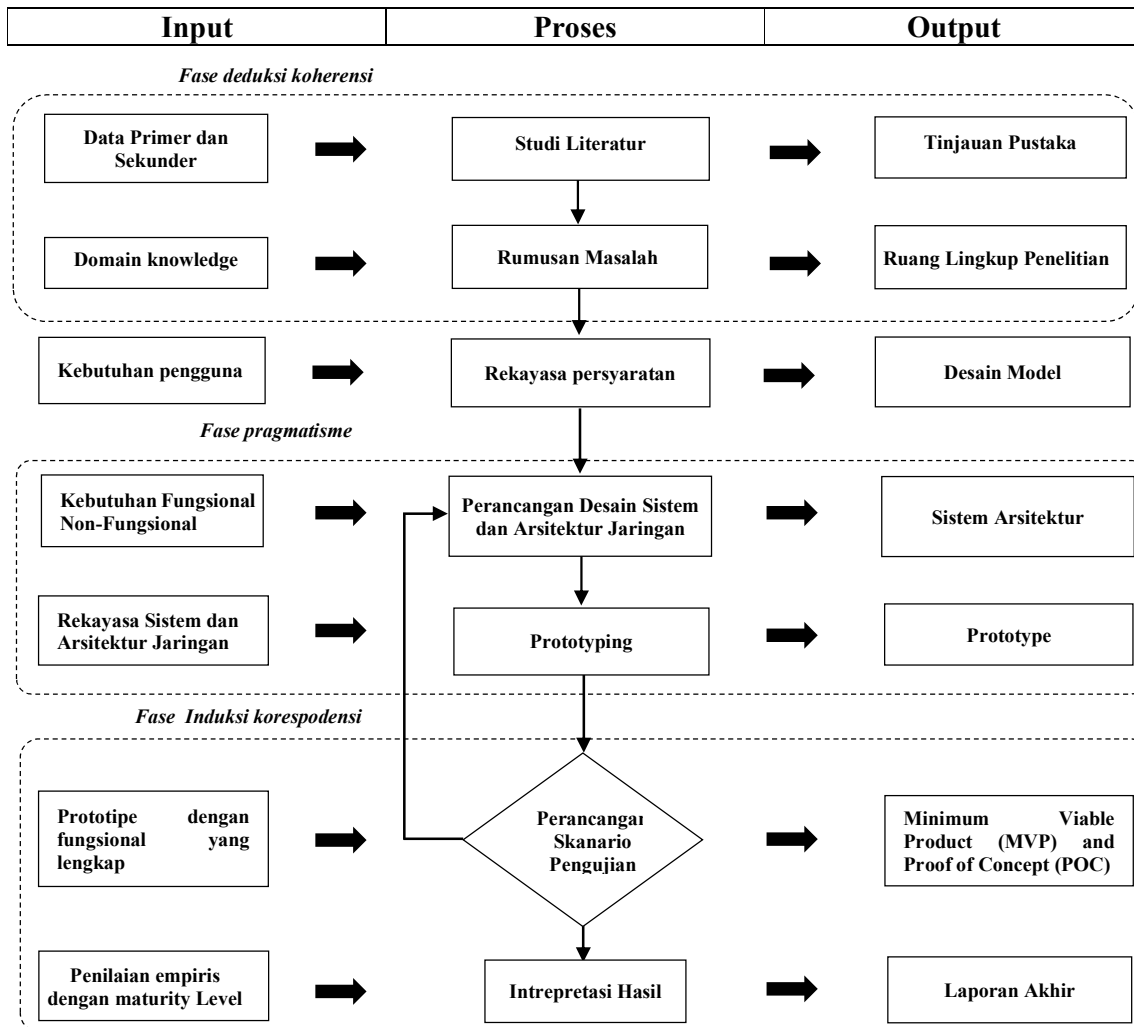 Input Proses Output
Fase deduksi koherensi
Data Primer dan
Sekunder
Studi Literatur
Tinjauan Pustaka
Domain knowledge
Rumusan Masalah
Ruang Lingkup Penelitian
Kebutuhan pengguna
Rekayasa persyaratan
Desain Model
Fase pragmatisme
Kebutuhan Fungsional
Non-Fungsional
Perancangan Desain Sistem
dan Arsitektur Jaringan
Sistem Arsitektur
Rekayasa Sistem dan
Arsitektur Jaringan
Prototyping
Prototype
Fase Induksi korespodensi
Prototipe dengan
fungsional yang
lengkap
Perancangan
Skanario
Pengujian
Minimum Viable
Product (MVP) and
Proof of Concept (POC)
Penilaian empiris
dengan maturity Level
Intrepretasi Hasil
Laporan Akhir